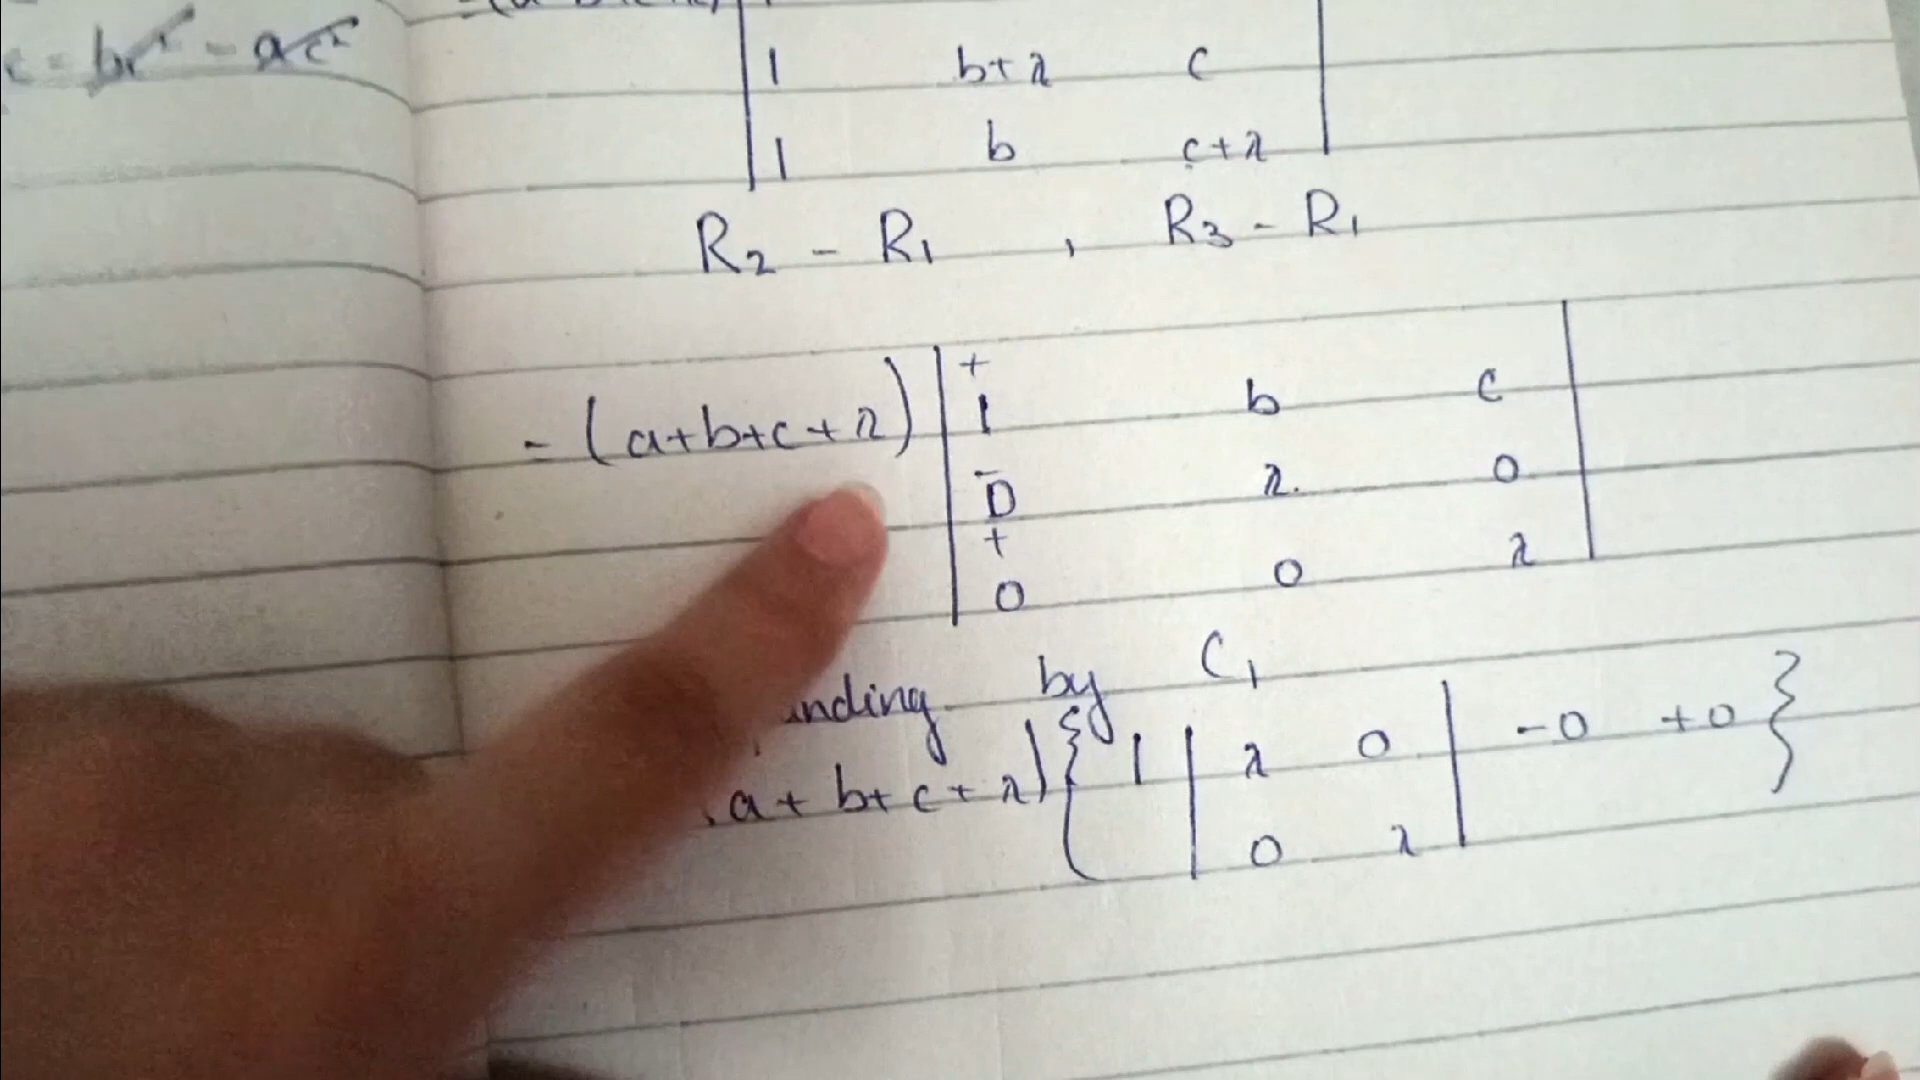 1 b+λ c
1 b c+λ
R2 - R1 , R3 - R1
= (a+b+c+λ) | + 1 b c |
- 0 λ 0
+ 0 0 λ
by C1
a+b+c+λ) { 1 | λ 0 | -0 +0 }
0 λ